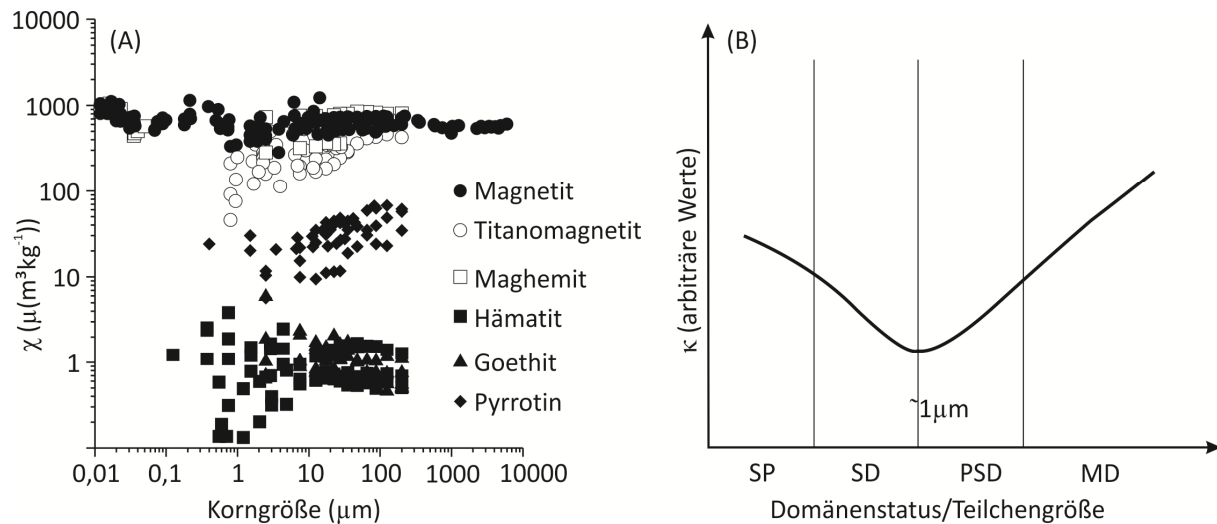 (A)
10000
1000
100
10
1
χ (μ(m³kg⁻¹))
0,01 0,1 1 10 100 1000 10000
Korngröße (μm)
Magnetit
Titanomagnetit
Maghemit
Hämatit
Goethit
Pyrrotin
(B)
κ (arbiträre Werte)
~1μm
SP SD PSD MD
Domänenstatus/Teilchengröße